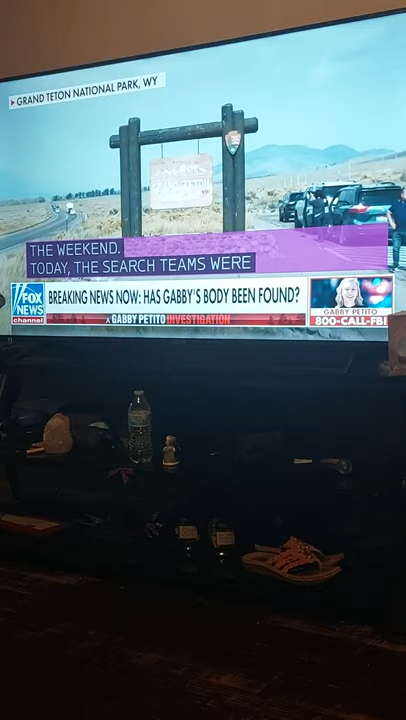 ▸GRAND TETON NATIONAL PARK, WY
GRAND TETON
THE WEEKEND.
TODAY, THE SEARCH TEAMS WERE
FOX
NEWS
channel
BREAKING NEWS NOW: HAS GABBY'S BODY BEEN FOUND?
A GABBY PETITO INVESTIGATION
GABBY PETITO
800-CALL-FBI